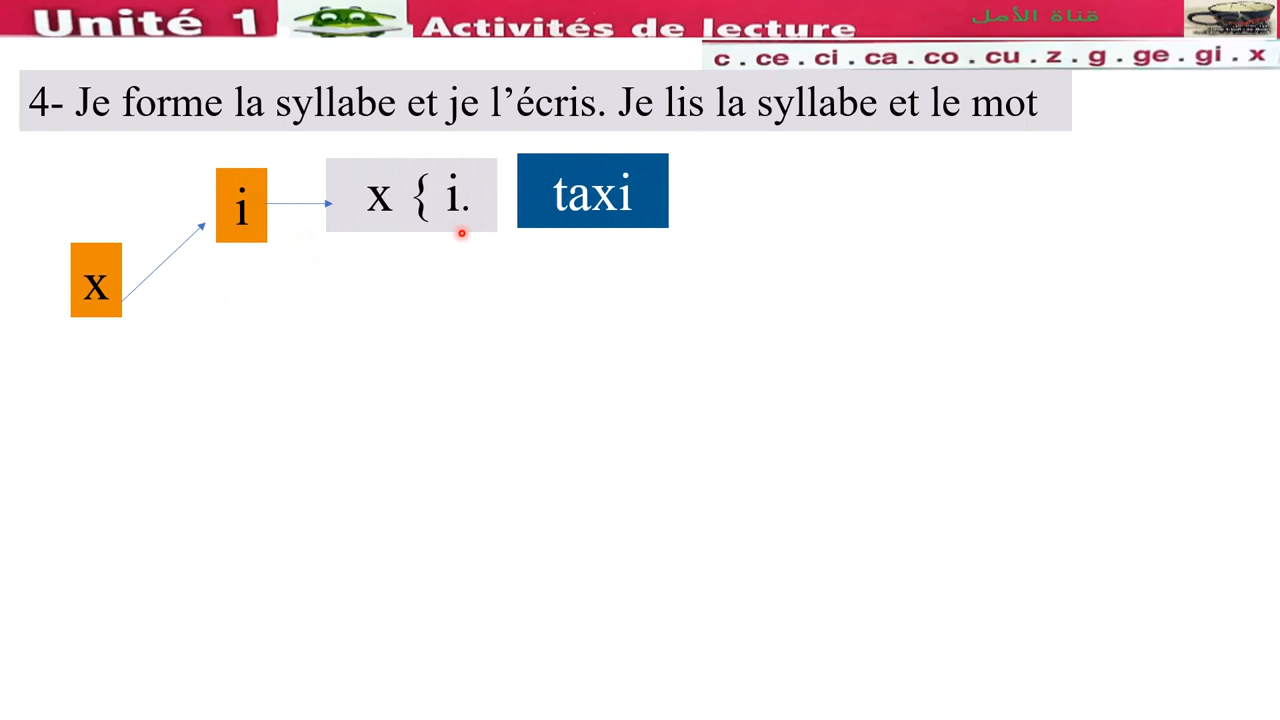 Unité 1
Activités de lecture
قناة الأمل
c . ce . ci . ca . co . cu . z . g . ge . gi . x
4- Je forme la syllabe et je l’écris. Je lis la syllabe et le mot
i
x { i.
taxi
x